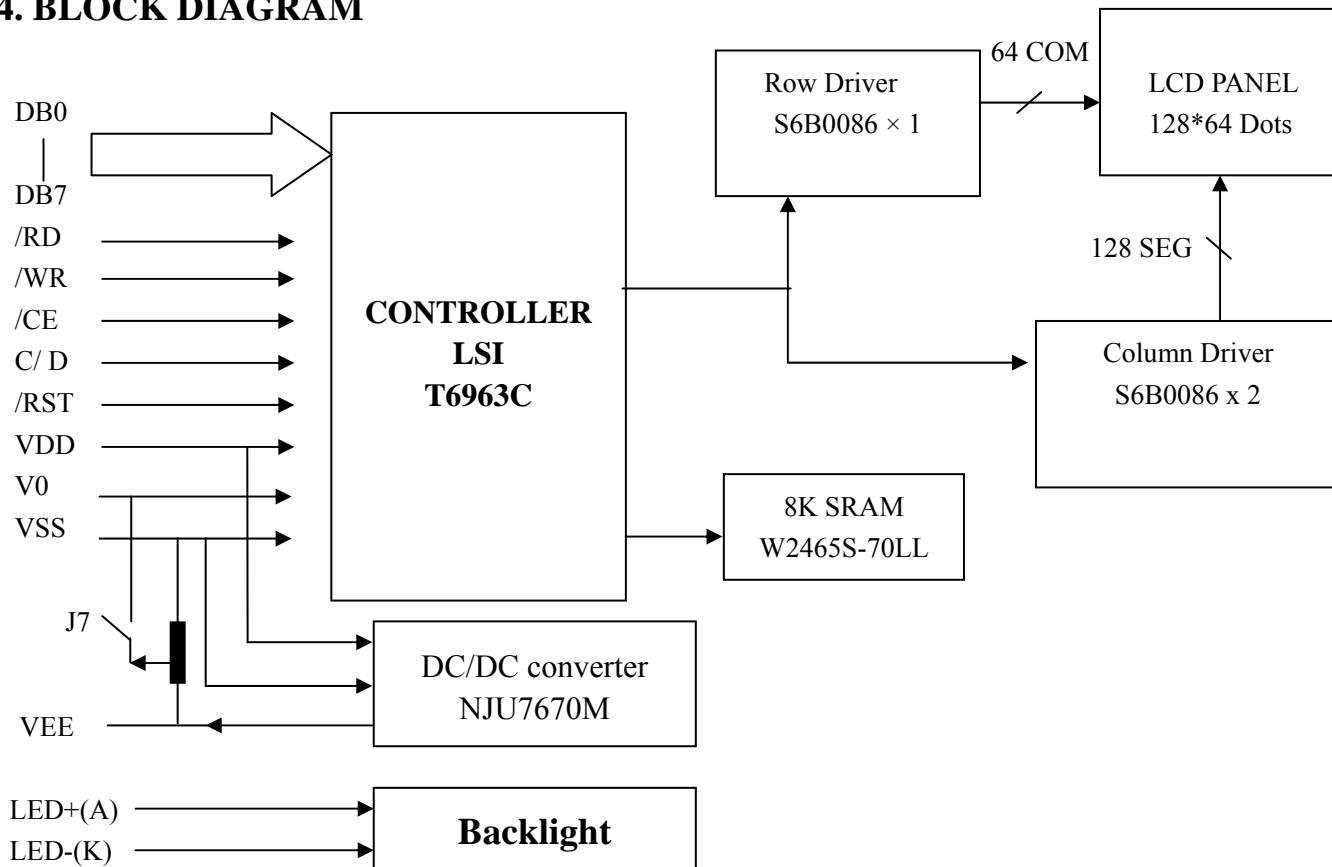 4. BLOCK DIAGRAM
DB0
DB7
/RD
/WR
/CE
C/ D
/RST
VDD
V0
VSS
J7
VEE
LED+(A)
LED-(K)
CONTROLLER
LSI
T6963C
Row Driver
S6B0086 × 1
64 COM
LCD PANEL
128*64 Dots
128 SEG
Column Driver
S6B0086 x 2
8K SRAM
W2465S-70LL
DC/DC converter
NJU7670M
Backlight